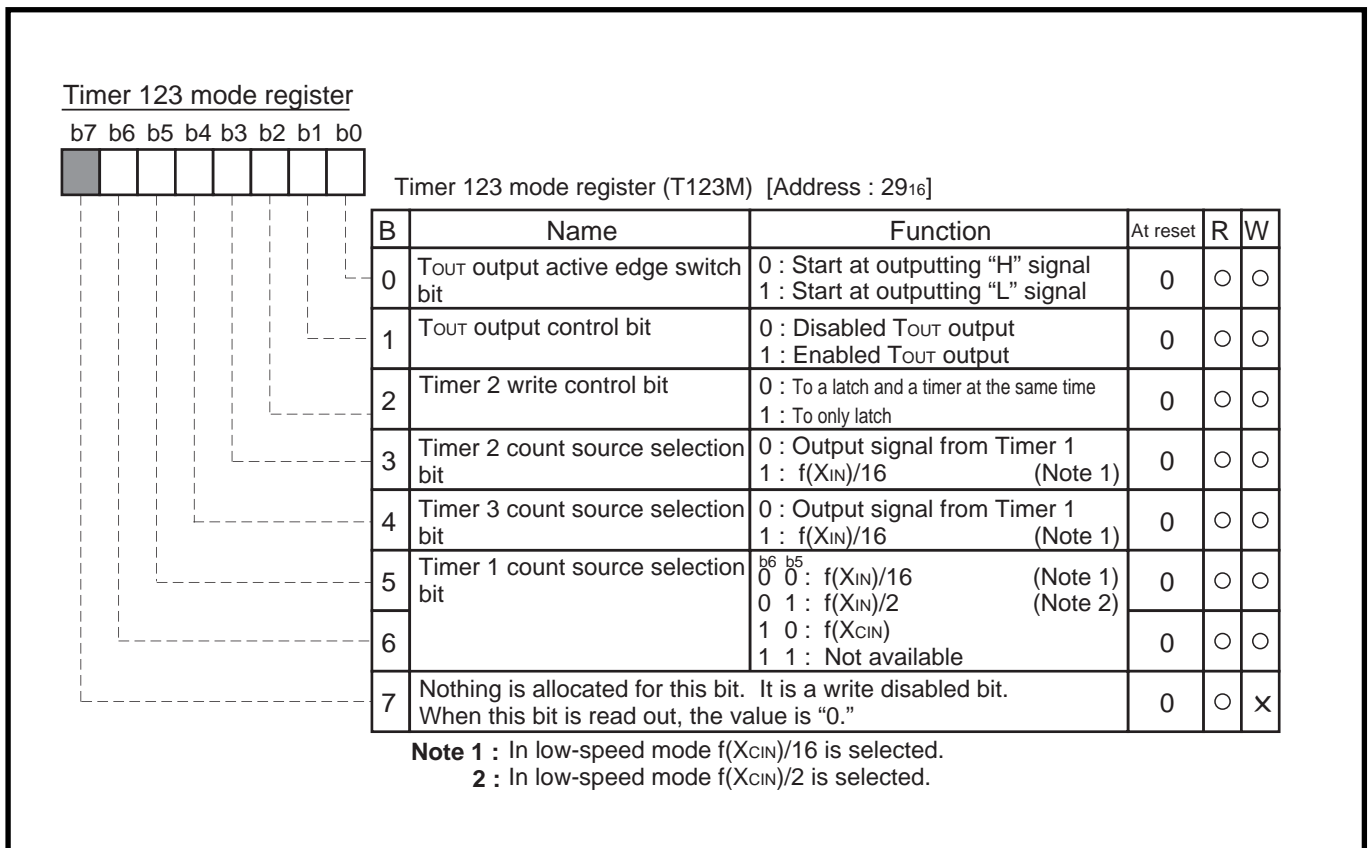 Timer 123 mode register
b7 b6 b5 b4 b3 b2 b1 b0
Timer 123 mode register (T123M) [Address : 29₁₆]
B Name Function At reset R W
0 TOUT output active edge switch bit 0 : Start at outputting “H” signal
1 : Start at outputting “L” signal 0 ○ ○
1 TOUT output control bit 0 : Disabled TOUT output
1 : Enabled TOUT output 0 ○ ○
2 Timer 2 write control bit 0 : To a latch and a timer at the same time
1 : To only latch 0 ○ ○
3 Timer 2 count source selection bit 0 : Output signal from Timer 1
1 : f(XIN)/16 (Note 1) 0 ○ ○
4 Timer 3 count source selection bit 0 : Output signal from Timer 1
1 : f(XIN)/16 (Note 1) 0 ○ ○
5 Timer 1 count source selection bit b6 b5
0 0 : f(XIN)/16 (Note 1) 0 ○ ○
0 1 : f(XIN)/2 (Note 2)
6 1 0 : f(XCIN) 0 ○ ○
1 1 : Not available
7 Nothing is allocated for this bit. It is a write disabled bit.
When this bit is read out, the value is “0.” 0 ○ ×
Note 1 : In low-speed mode f(XCIN)/16 is selected.
2 : In low-speed mode f(XCIN)/2 is selected.